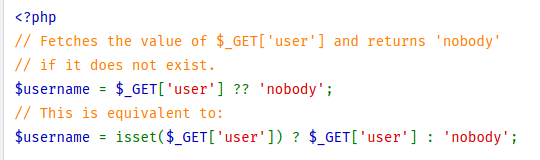 <?php
// Fetches the value of $_GET['user'] and returns 'nobody'
// if it does not exist.
$username = $_GET['user'] ?? 'nobody';
// This is equivalent to:
$username = isset($_GET['user']) ? $_GET['user'] : 'nobody';